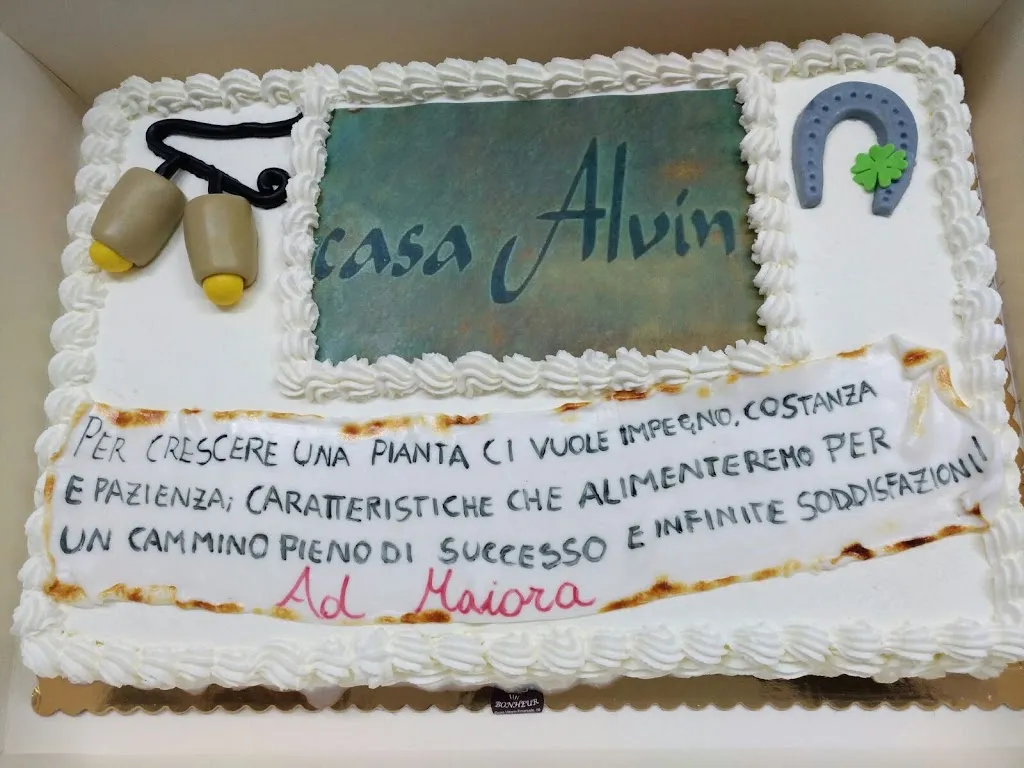 casa Alvin
PER CRESCERE UNA PIANTA CI VUOLE IMPEGNO, COSTANZA
E PAZIENZA; CARATTERISTICHE CHE ALIMENTEREMO PER
UN CAMMINO PIENO DI SUCCESSO E INFINITE SODDISFAZIONI!
Ad Maiora
BONHEUR